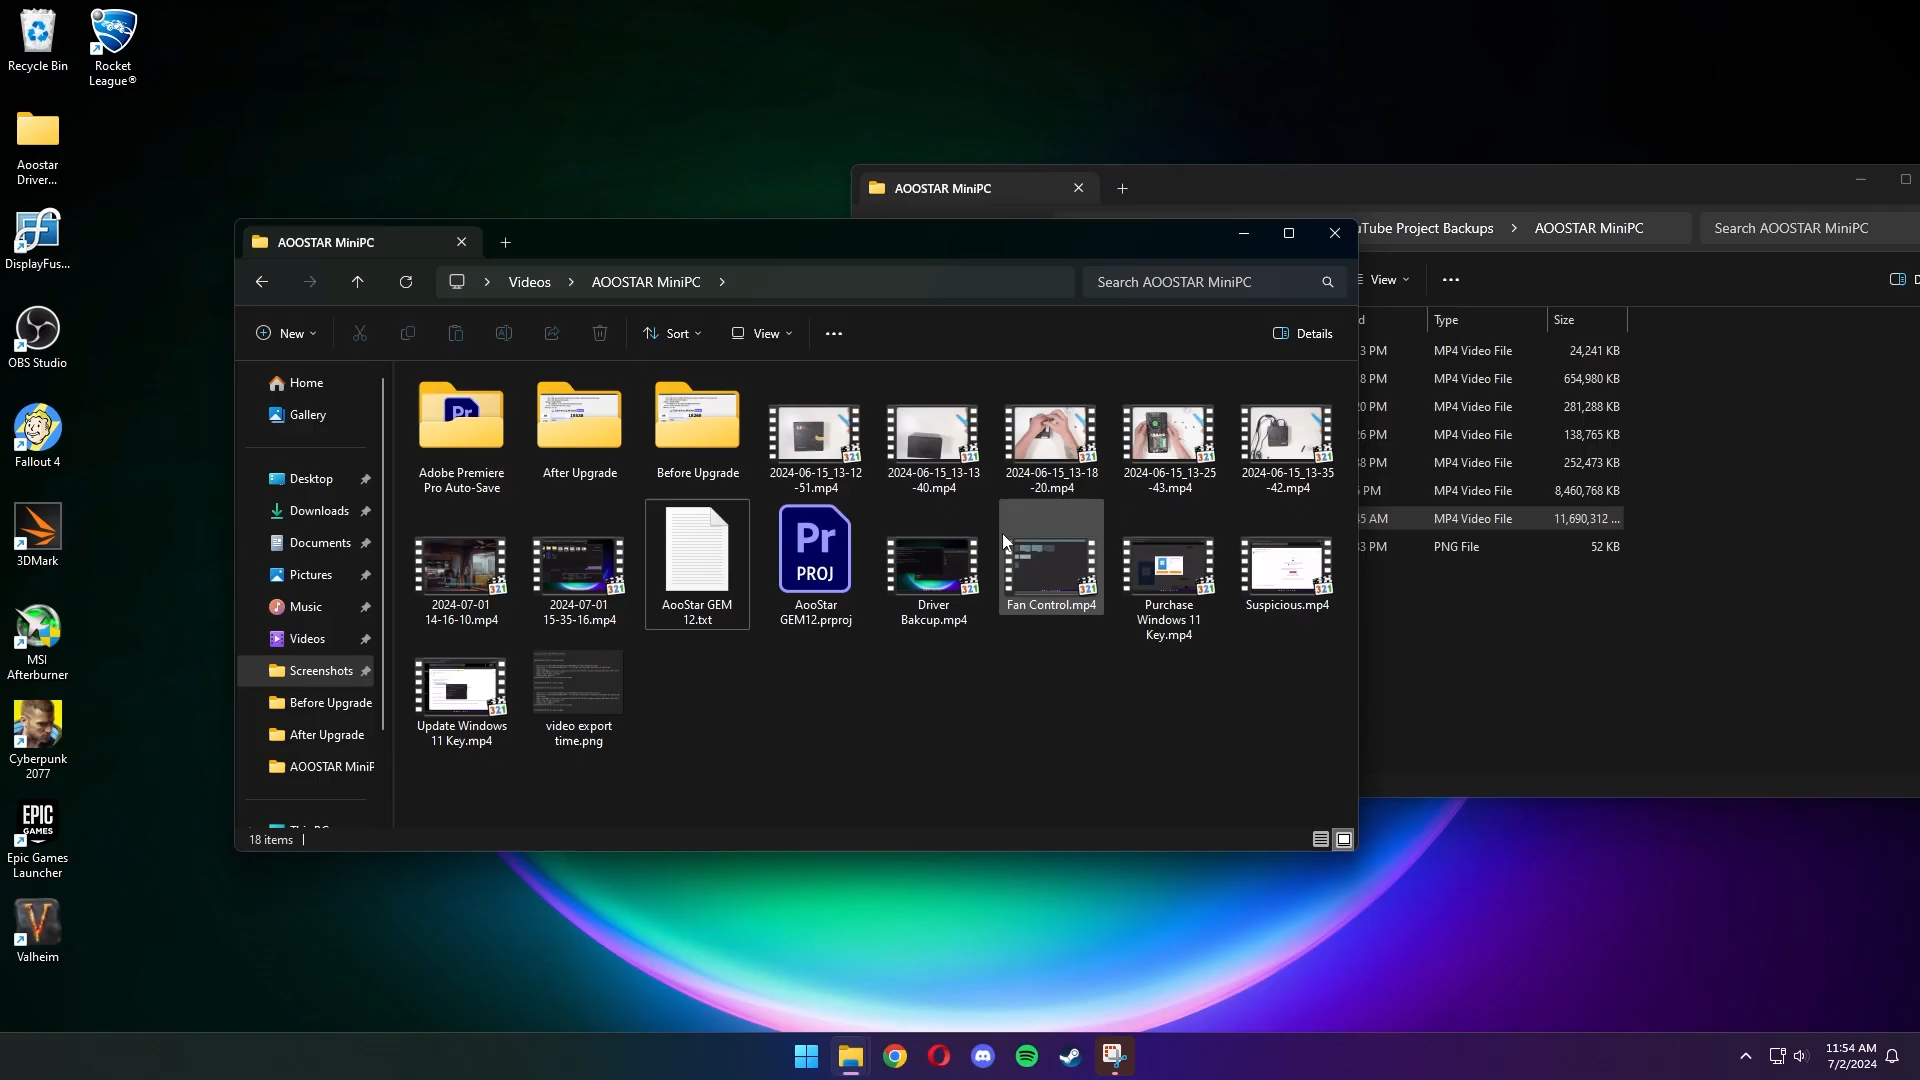 Recycle Bin
Rocket
League®
Aoostar
Driver...
DisplayFus...
OBS Studio
Fallout 4
3DMark
MSI
Afterburner
Cyberpunk
2077
EPIC
GAMES
Epic Games
Launcher
Valheim
AOOSTAR MiniPC
Tube Project Backups > AOOSTAR MiniPC
Search AOOSTAR MiniPC
View
D
d Type Size
3 PM MP4 Video File 24,241 KB
8 PM MP4 Video File 654,980 KB
20 PM MP4 Video File 281,288 KB
26 PM MP4 Video File 138,765 KB
38 PM MP4 Video File 252,473 KB
PM MP4 Video File 8,460,768 KB
45 AM MP4 Video File 11,690,312 ...
33 PM PNG File 52 KB
AOOSTAR MiniPC
Videos > AOOSTAR MiniPC >
Search AOOSTAR MiniPC
New
Sort
View
Details
Home
Gallery
Desktop
Downloads
Documents
Pictures
Music
Videos
Screenshots
Before Upgrade
After Upgrade
AOOSTAR MiniP
Pr
Adobe Premiere
Pro Auto-Save
After Upgrade
Before Upgrade
2024-06-15_13-12
-51.mp4
2024-06-15_13-13
-40.mp4
2024-06-15_13-18
-20.mp4
2024-06-15_13-25
-43.mp4
2024-06-15_13-35
-42.mp4
2024-07-01
14-16-10.mp4
2024-07-01
15-35-16.mp4
AooStar GEM
12.txt
Pr
PROJ
AooStar
GEM12.prproj
Driver
Bakcup.mp4
Fan Control.mp4
Purchase
Windows 11
Key.mp4
Suspicious.mp4
Update Windows
11 Key.mp4
video export
time.png
18 items
11:54 AM
7/2/2024